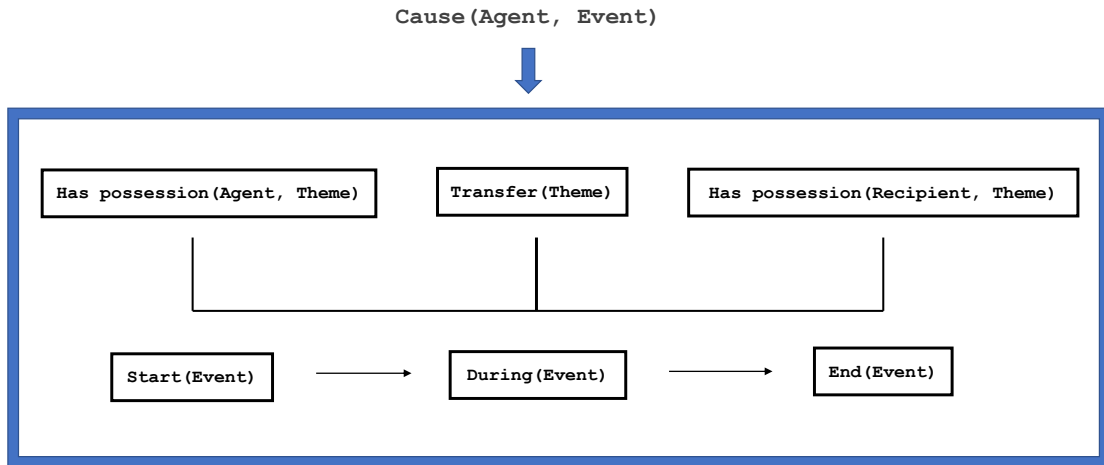 Cause(Agent, Event)
Has possession(Agent, Theme)
Transfer(Theme)
Has possession(Recipient, Theme)
Start(Event)
During(Event)
End(Event)